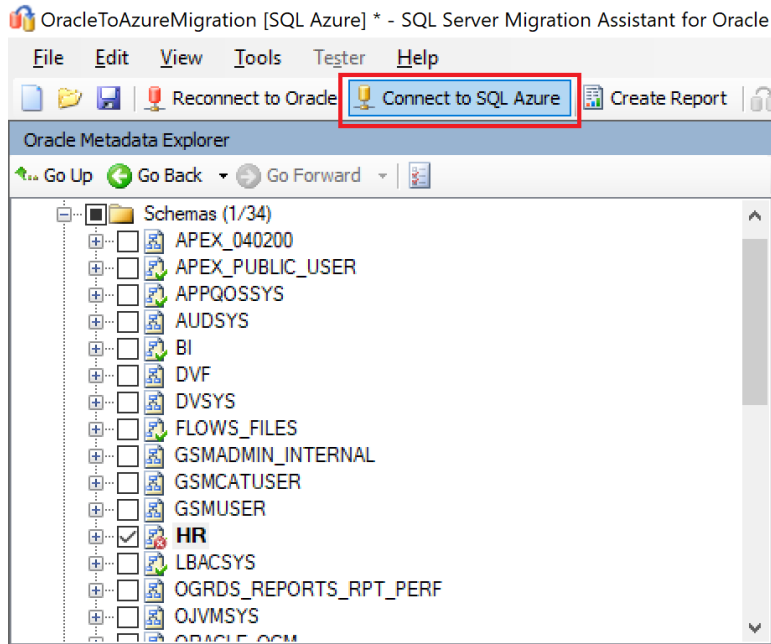 OracleToAzureMigration [SQL Azure] * - SQL Server Migration Assistant for Oracle
File Edit View Tools Tester Help
Reconnect to Oracle Connect to SQL Azure Create Report
Oracle Metadata Explorer
Go Up Go Back Go Forward
Schemas (1/34)
APEX_040200
APEX_PUBLIC_USER
APPQOSSYS
AUDSYS
BI
DVF
DVSYS
FLOWS_FILES
GSMADMIN_INTERNAL
GSMCATUSER
GSMUSER
HR
LBACSYS
OGRDS_REPORTS_RPT_PERF
OJVMSYS
ORACLE_OCM